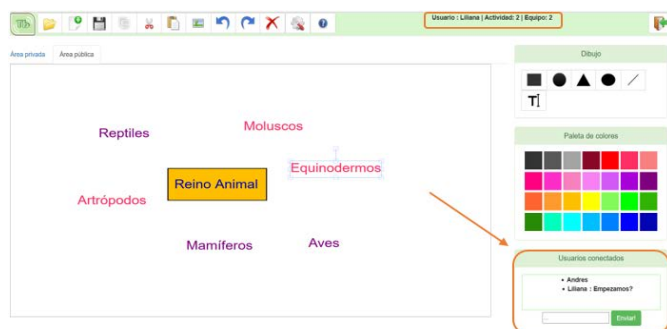 Usuario : Liliana | Actividad: 2 | Equipo: 2
Área privada
Área pública
Dibujo
TI
Reptiles
Moluscos
Equinodermos
Reino Animal
Artrópodos
Mamíferos
Aves
Paleta de colores
Usuarios conectados
Andres
Liliana : Empezamos?
Enviar!